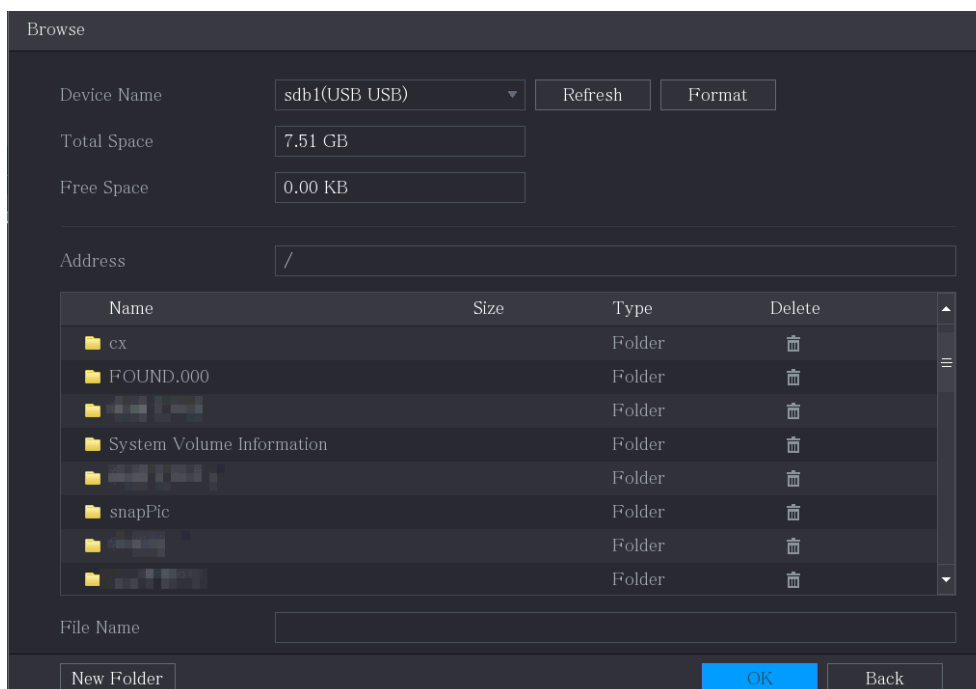 Browse
Device Name sdb1(USB USB) Refresh Format
Total Space 7.51 GB
Free Space 0.00 KB
Address /
Name Size Type Delete
cx Folder
FOUND.000 Folder
Folder
System Volume Information Folder
Folder
snapPic Folder
Folder
Folder
File Name
New Folder OK Back